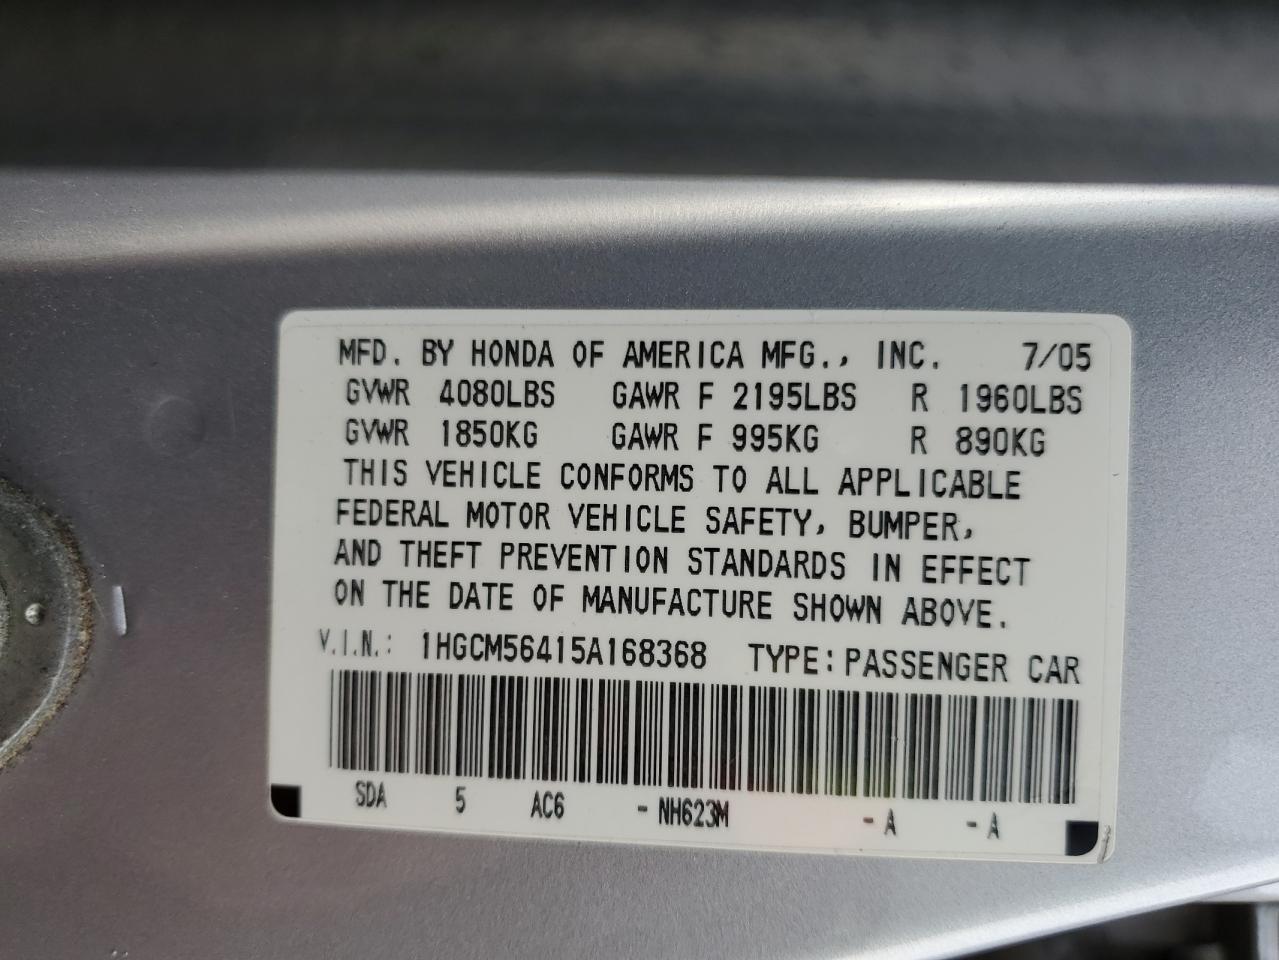 MFD. BY HONDA OF AMERICA MFG., INC. 7/05
GVWR 4080LBS GAWR F 2195LBS R 1960LBS
GVWR 1850KG GAWR F 995KG R 890KG
THIS VEHICLE CONFORMS TO ALL APPLICABLE
FEDERAL MOTOR VEHICLE SAFETY, BUMPER,
AND THEFT PREVENTION STANDARDS IN EFFECT
ON THE DATE OF MANUFACTURE SHOWN ABOVE.
V.I.N.: 1HGCM56415A168368 TYPE: PASSENGER CAR
SDA 5 AC6 - NH623M - A - A